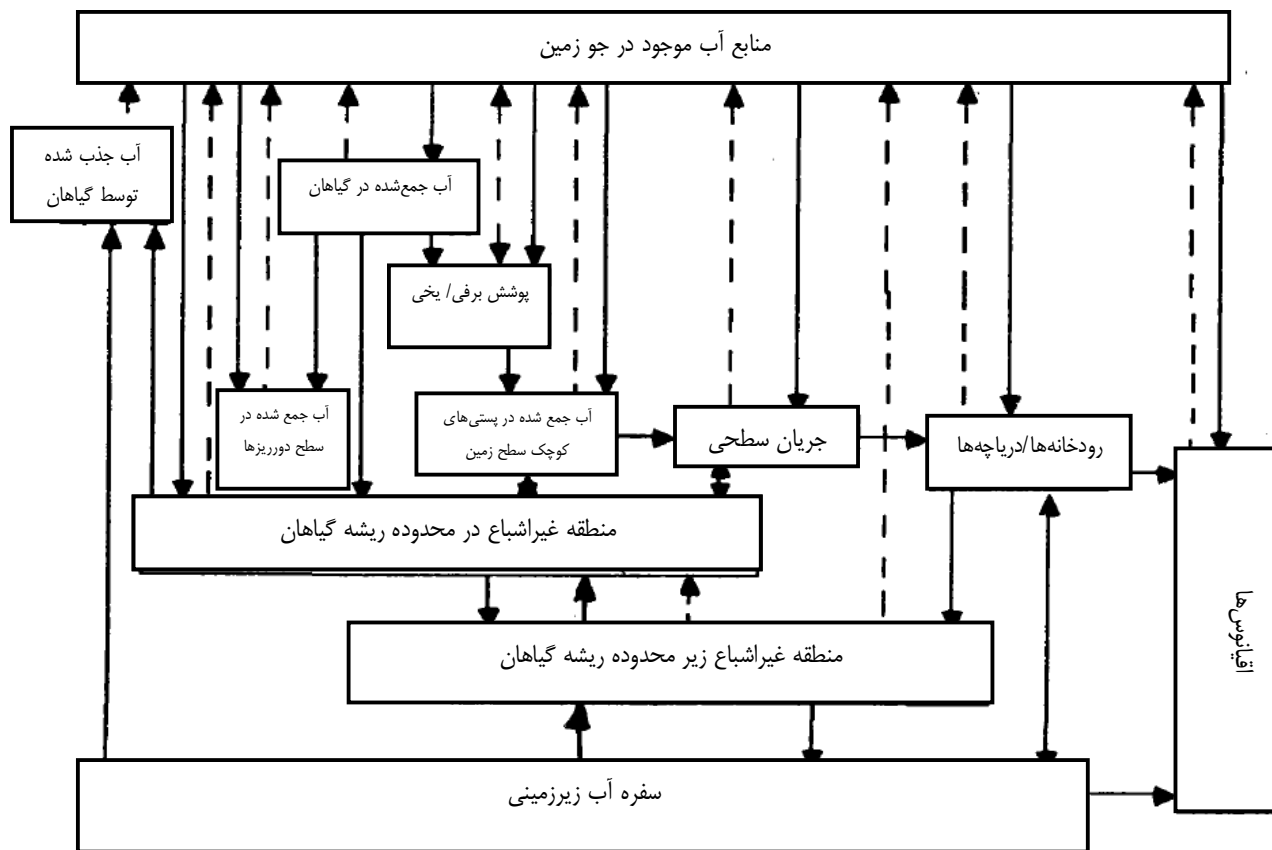 منابع آب موجود در جو زمین
آب جذب شده
توسط گیاهان
آب جمع‌شده در گیاهان
پوشش برفی/ یخی
آب جمع شده در
سطح دورریزها
آب جمع شده در پستی‌های
کوچک سطح زمین
جریان سطحی
رودخانه‌ها/دریاچه‌ها
منطقه غیراشباع در محدوده ریشه گیاهان
اقیانوس‌ها
منطقه غیراشباع زیر محدوده ریشه گیاهان
سفره آب زیرزمینی